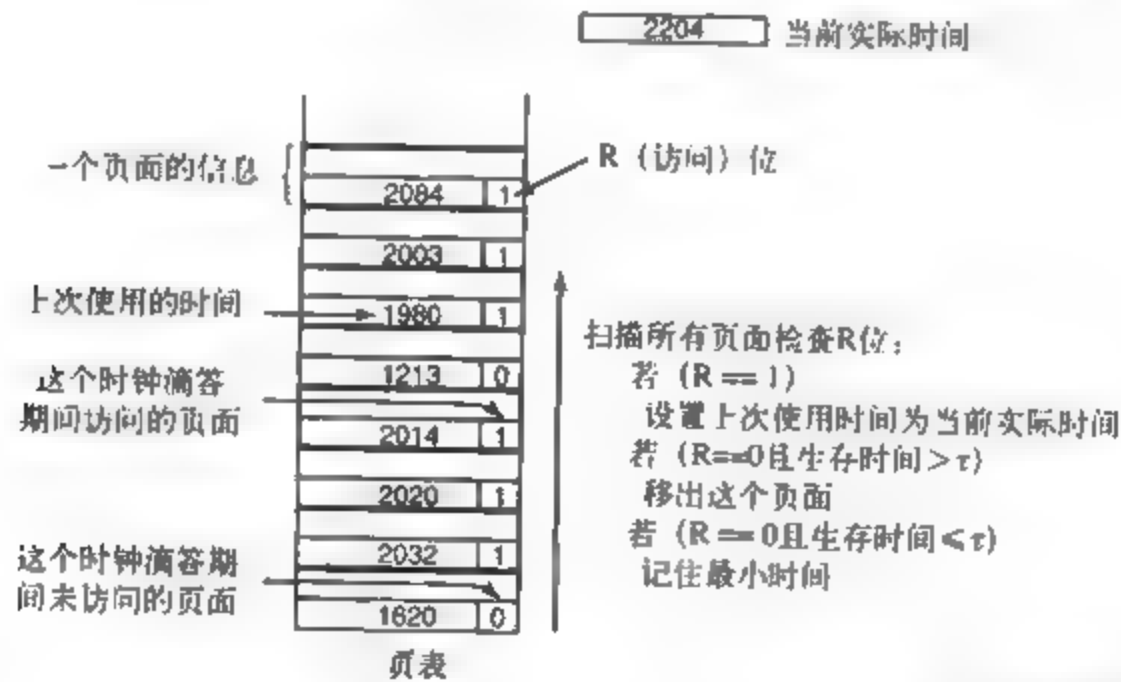 2204 当前实际时间
一个页面的信息
R（访问）位
2084 1
2003 1
上次使用的时间
1980 1
1213 0
这个时钟滴答
期间访问的页面
2014 1
2020 1
2032 1
这个时钟滴答期
间未访问的页面
1620 0
页表
扫描所有页面检查R位：
若（R == 1）
设置上次使用时间为当前实际时间
若（R==0且生存时间>τ）
移出这个页面
若（R == 0且生存时间≤τ）
记住最小时间